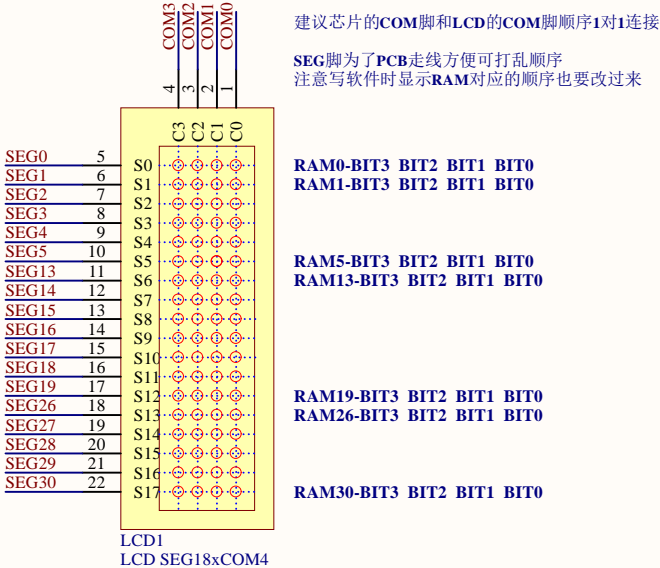 COM3
COM2
COM1
COM0
建议芯片的COM脚和LCD的COM脚顺序1对1连接
SEG脚为了PCB走线方便可打乱顺序
注意写软件时显示RAM对应的顺序也要改过来
4 3 2 1
C3 C2 C1 C0
SEG0 5 S0 RAM0-BIT3 BIT2 BIT1 BIT0
SEG1 6 S1 RAM1-BIT3 BIT2 BIT1 BIT0
SEG2 7 S2
SEG3 8 S3
SEG4 9 S4
SEG5 10 S5 RAM5-BIT3 BIT2 BIT1 BIT0
SEG13 11 S6 RAM13-BIT3 BIT2 BIT1 BIT0
SEG14 12 S7
SEG15 13 S8
SEG16 14 S9
SEG17 15 S10
SEG18 16 S11
SEG19 17 S12 RAM19-BIT3 BIT2 BIT1 BIT0
SEG26 18 S13 RAM26-BIT3 BIT2 BIT1 BIT0
SEG27 19 S14
SEG28 20 S15
SEG29 21 S16
SEG30 22 S17 RAM30-BIT3 BIT2 BIT1 BIT0
LCD1
LCD SEG18xCOM4